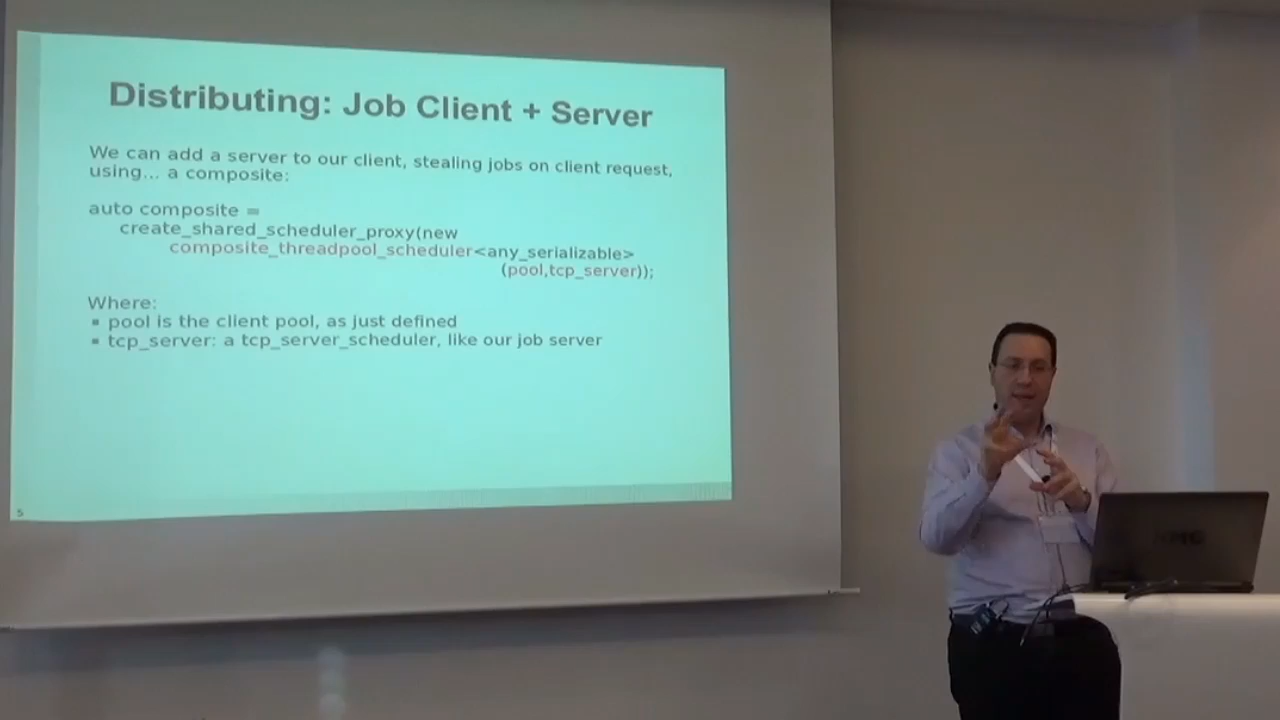 Distributing: Job Client + Server
We can add a server to our client, stealing jobs on client request,
using... a composite:
auto composite =
create_shared_scheduler_proxy(new
composite_threadpool_scheduler<any_serializable>
(pool,tcp_server));
Where:
▪ pool is the client pool, as just defined
▪ tcp_server: a tcp_server_scheduler, like our job server
5